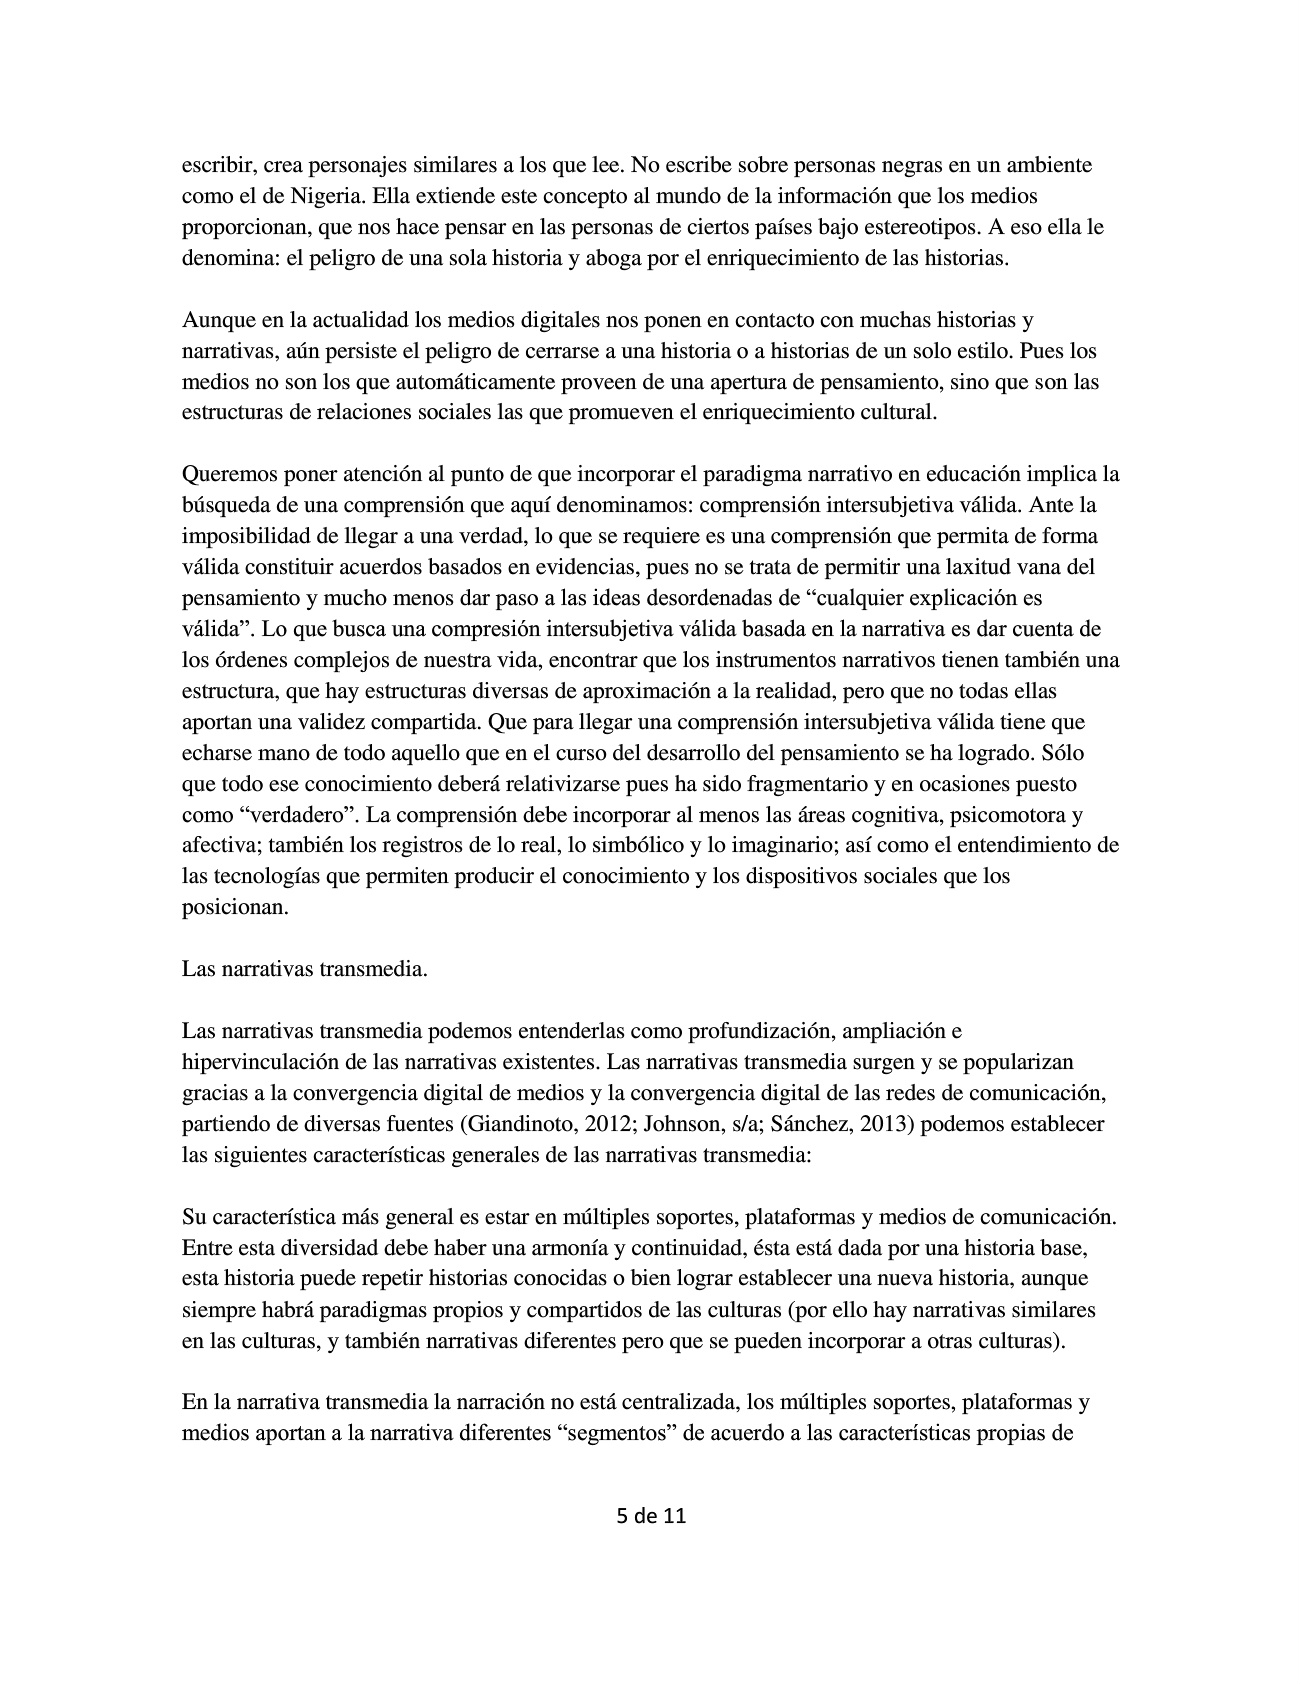 escribir, crea personajes similares a los que lee. No escribe sobre personas negras en un ambiente
como el de Nigeria. Ella extiende este concepto al mundo de la información que los medios
proporcionan, que nos hace pensar en las personas de ciertos países bajo estereotipos. A eso ella le
denomina: el peligro de una sola historia y aboga por el enriquecimiento de las historias.
Aunque en la actualidad los medios digitales nos ponen en contacto con muchas historias y
narrativas, aún persiste el peligro de cerrarse a una historia o a historias de un solo estilo. Pues los
medios no son los que automáticamente proveen de una apertura de pensamiento, sino que son las
estructuras de relaciones sociales las que promueven el enriquecimiento cultural.
Queremos poner atención al punto de que incorporar el paradigma narrativo en educación implica la
búsqueda de una comprensión que aquí denominamos: comprensión intersubjetiva válida. Ante la
imposibilidad de llegar a una verdad, lo que se requiere es una comprensión que permita de forma
válida constituir acuerdos basados en evidencias, pues no se trata de permitir una laxitud vana del
pensamiento y mucho menos dar paso a las ideas desordenadas de “cualquier explicación es
válida”. Lo que busca una compresión intersubjetiva válida basada en la narrativa es dar cuenta de
los órdenes complejos de nuestra vida, encontrar que los instrumentos narrativos tienen también una
estructura, que hay estructuras diversas de aproximación a la realidad, pero que no todas ellas
aportan una validez compartida. Que para llegar una comprensión intersubjetiva válida tiene que
echarse mano de todo aquello que en el curso del desarrollo del pensamiento se ha logrado. Sólo
que todo ese conocimiento deberá relativizarse pues ha sido fragmentario y en ocasiones puesto
como “verdadero”. La comprensión debe incorporar al menos las áreas cognitiva, psicomotora y
afectiva; también los registros de lo real, lo simbólico y lo imaginario; así como el entendimiento de
las tecnologías que permiten producir el conocimiento y los dispositivos sociales que los
posicionan.
Las narrativas transmedia.
Las narrativas transmedia podemos entenderlas como profundización, ampliación e
hipervinculación de las narrativas existentes. Las narrativas transmedia surgen y se popularizan
gracias a la convergencia digital de medios y la convergencia digital de las redes de comunicación,
partiendo de diversas fuentes (Giandinoto, 2012; Johnson, s/a; Sánchez, 2013) podemos establecer
las siguientes características generales de las narrativas transmedia:
Su característica más general es estar en múltiples soportes, plataformas y medios de comunicación.
Entre esta diversidad debe haber una armonía y continuidad, ésta está dada por una historia base,
esta historia puede repetir historias conocidas o bien lograr establecer una nueva historia, aunque
siempre habrá paradigmas propios y compartidos de las culturas (por ello hay narrativas similares
en las culturas, y también narrativas diferentes pero que se pueden incorporar a otras culturas).
En la narrativa transmedia la narración no está centralizada, los múltiples soportes, plataformas y
medios aportan a la narrativa diferentes “segmentos” de acuerdo a las características propias de
5 de 11